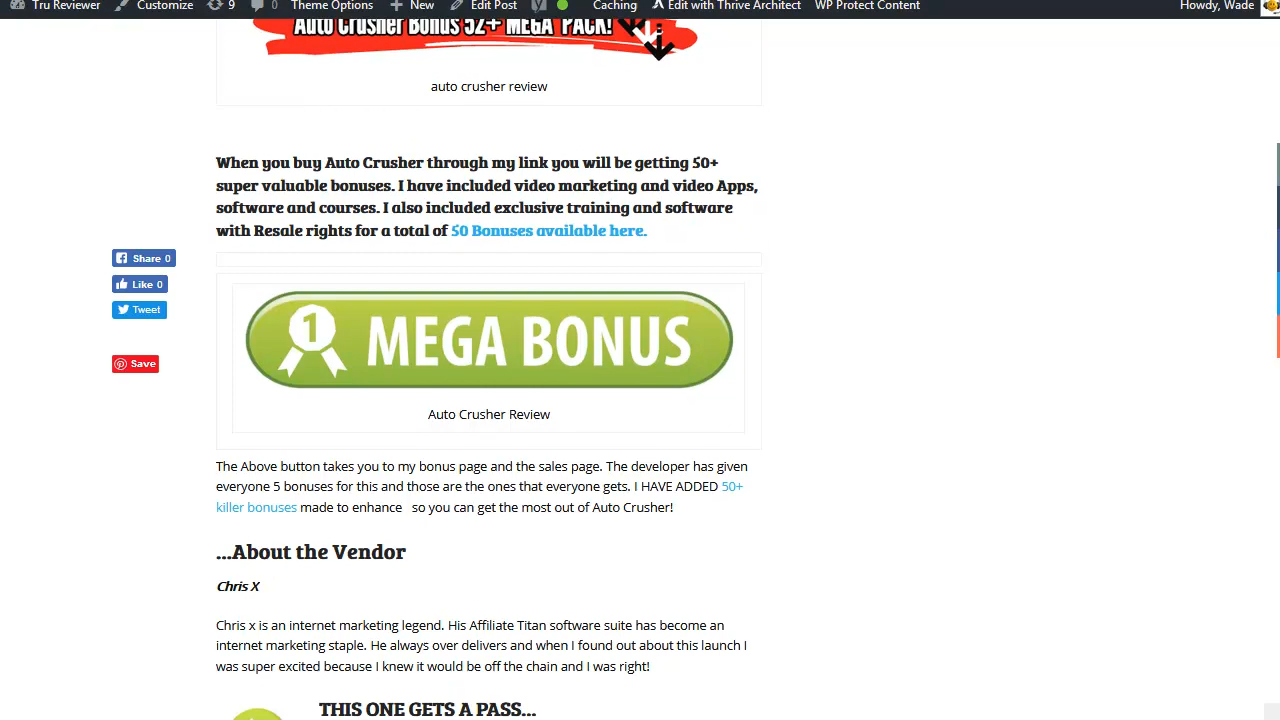 Tru Reviewer Customize 9 0 New Theme Options Edit Post Caching Edit with Thrive Architect WP Protect Content Howdy, Wade
Auto Crusher Bonus 52+ MEGA PACK!
auto crusher review
When you buy Auto Crusher through my link you will be getting 50+
super valuable bonuses. I have included video marketing and video Apps,
software and courses. I also included exclusive training and software
with Resale rights for a total of 50 Bonuses available here.
Share 0
Like 0
Tweet
Save
1 MEGA BONUS
Auto Crusher Review
The Above button takes you to my bonus page and the sales page. The developer has given
everyone 5 bonuses for this and those are the ones that everyone gets. I HAVE ADDED 50+
killer bonuses made to enhance so you can get the most out of Auto Crusher!
...About the Vendor
Chris X
Chris x is an internet marketing legend. His Affiliate Titan software suite has become an
internet marketing staple. He always over delivers and when I found out about this launch I
was super excited because I knew it would be off the chain and I was right!
THIS ONE GETS A PASS...